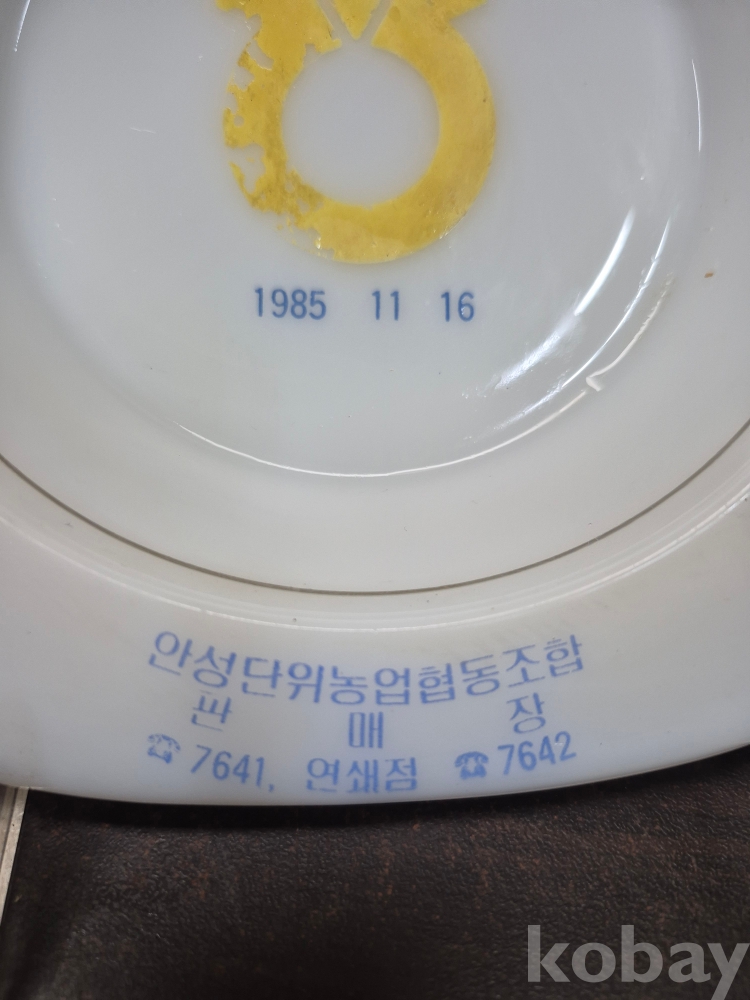 1985 11 16
안성단위농업협동조합
판 매 장
☎ 7641, 연쇄점 ☎ 7642
kobay